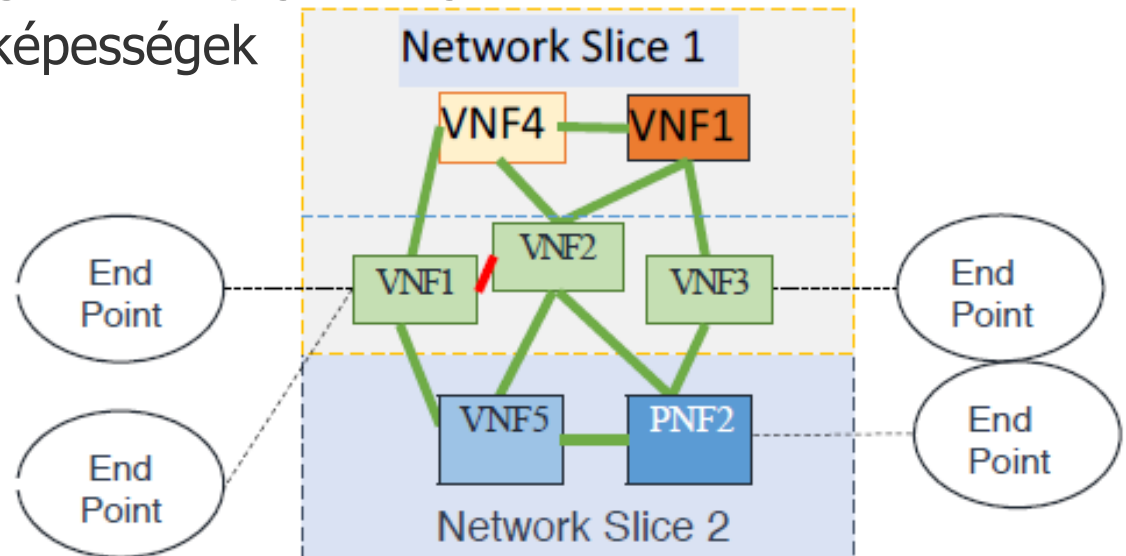 képességek
Network Slice 1
VNF4
VNF1
VNF2
VNF1
VNF3
End
Point
End
Point
VNF5
PNF2
End
Point
End
Point
Network Slice 2